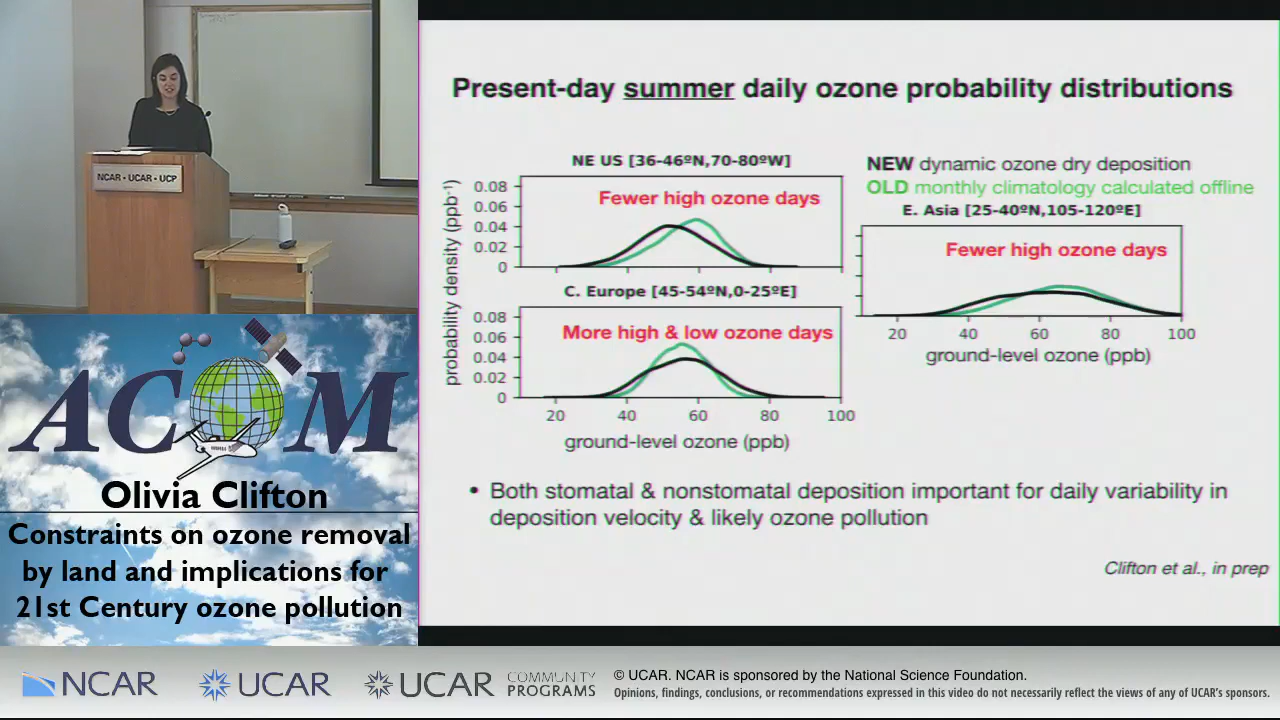 NCAR • UCAR • UCP
ACOM
Olivia Clifton
Constraints on ozone removal
by land and implications for
21st Century ozone pollution
Present-day summer daily ozone probability distributions
NEW dynamic ozone dry deposition
OLD monthly climatology calculated offline
probability density (ppb⁻¹)
NE US [36-46ºN,70-80ºW]
Fewer high ozone days
0.08
0.06
0.04
0.02
0
C. Europe [45-54ºN,0-25ºE]
More high & low ozone days
0.08
0.06
0.04
0.02
0
20 40 60 80 100
ground-level ozone (ppb)
E. Asia [25-40ºN,105-120ºE]
Fewer high ozone days
20 40 60 80 100
ground-level ozone (ppb)
• Both stomatal & nonstomatal deposition important for daily variability in
deposition velocity & likely ozone pollution
Clifton et al., in prep
NCAR
UCAR
UCAR COMMUNITY
PROGRAMS
© UCAR. NCAR is sponsored by the National Science Foundation.
Opinions, findings, conclusions, or recommendations expressed in this video do not necessarily reflect the views of any of UCAR's sponsors.